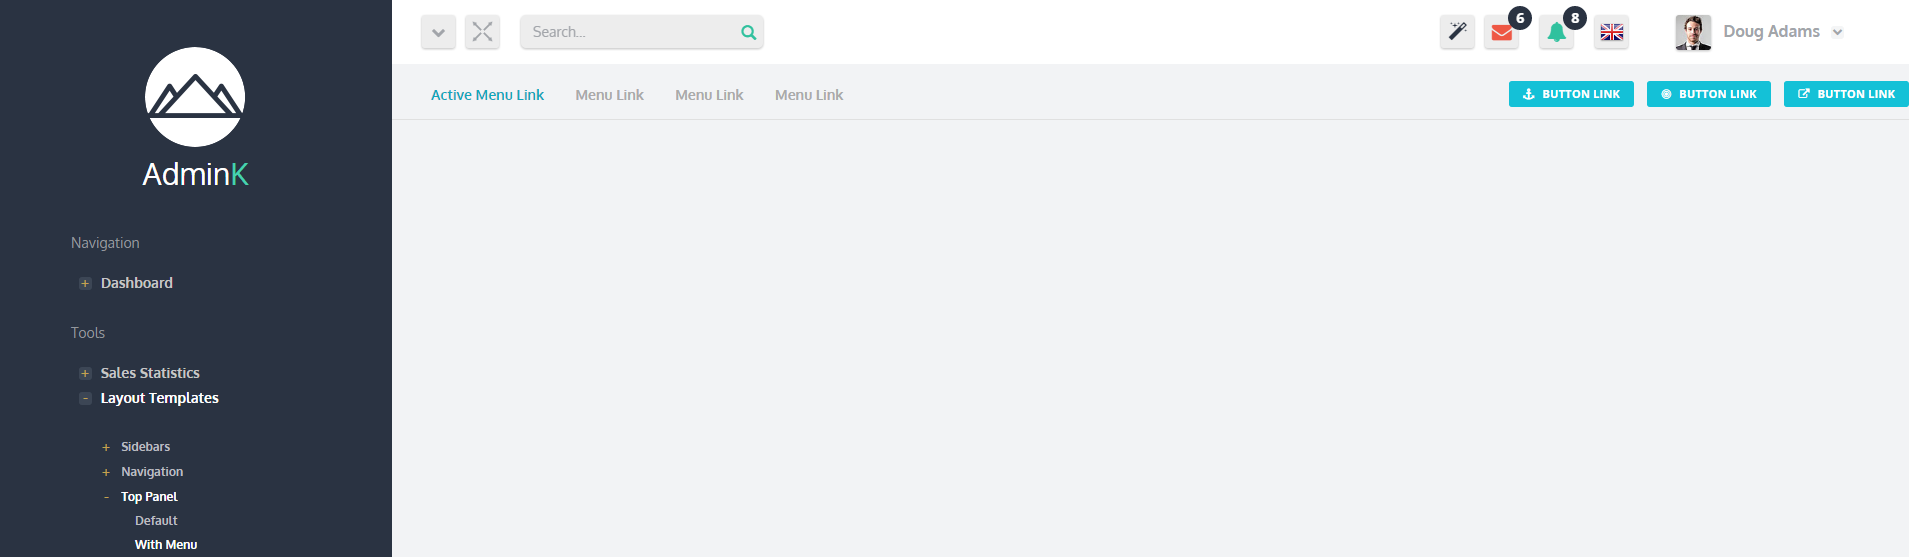 AdminK
Navigation
+ Dashboard
Tools
+ Sales Statistics
- Layout Templates
+ Sidebars
+ Navigation
- Top Panel
Default
With Menu
Search...
6
8
Doug Adams
Active Menu Link Menu Link Menu Link Menu Link
BUTTON LINK BUTTON LINK BUTTON LINK